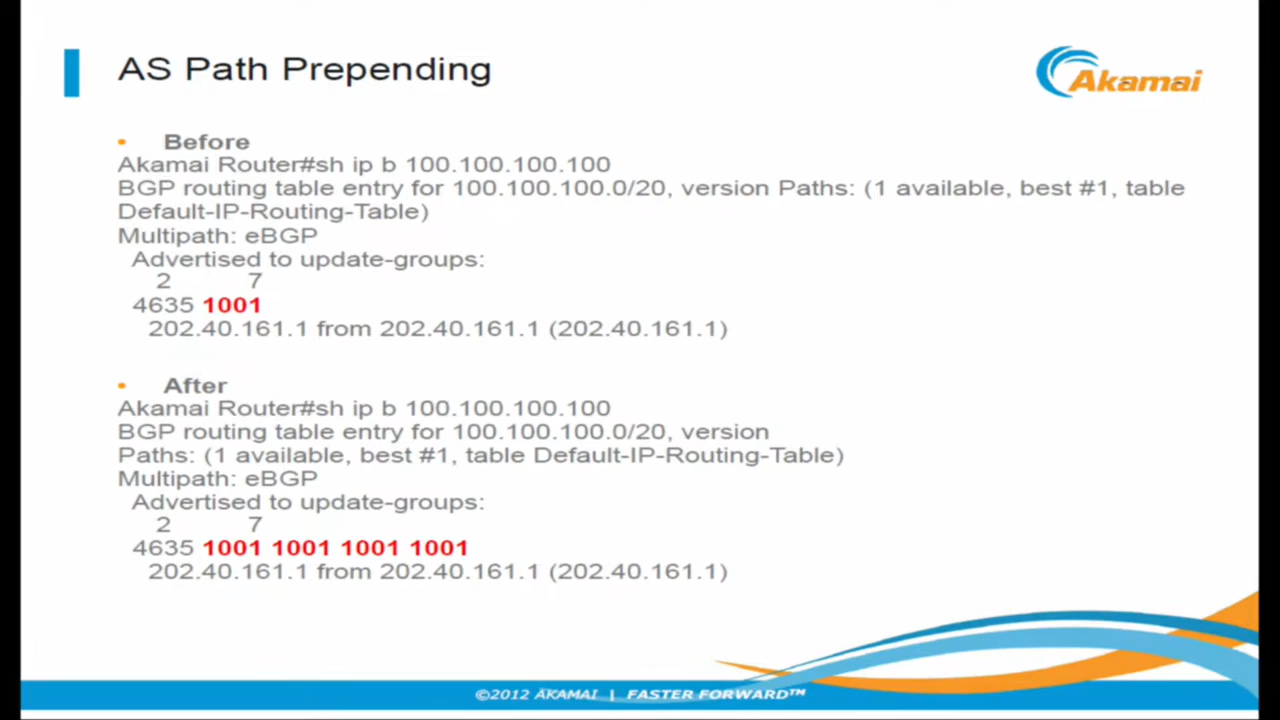 AS Path Prepending
Akamai
• Before
Akamai Router#sh ip b 100.100.100.100
BGP routing table entry for 100.100.100.0/20, version Paths: (1 available, best #1, table
Default-IP-Routing-Table)
Multipath: eBGP
Advertised to update-groups:
2 7
4635 1001
202.40.161.1 from 202.40.161.1 (202.40.161.1)
• After
Akamai Router#sh ip b 100.100.100.100
BGP routing table entry for 100.100.100.0/20, version
Paths: (1 available, best #1, table Default-IP-Routing-Table)
Multipath: eBGP
Advertised to update-groups:
2 7
4635 1001 1001 1001 1001
202.40.161.1 from 202.40.161.1 (202.40.161.1)
©2012 AKAMAI | FASTER FORWARD™